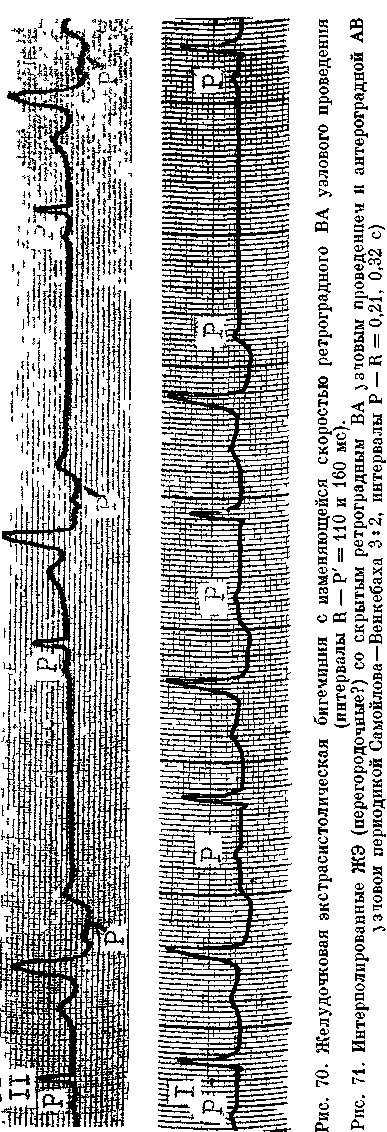 II
P
P
P
P
P
P
I
P
P
P
P
P
Рис. 70. Желудочковая экстрасистолическая бигеминия с изменяющейся скоростью ретроградного ВА узлового проведения
(интервалы R — P′ = 110 и 160 мс).
Рис. 71. Интерполированные ЖЭ (перегородочные?) со скрытым ретроградным ВА узловым проведением и антероградной АВ
узловой периодикой Самойлова—Венкебаха 3:2, интервалы P — R = 0,21, 0,32 с)